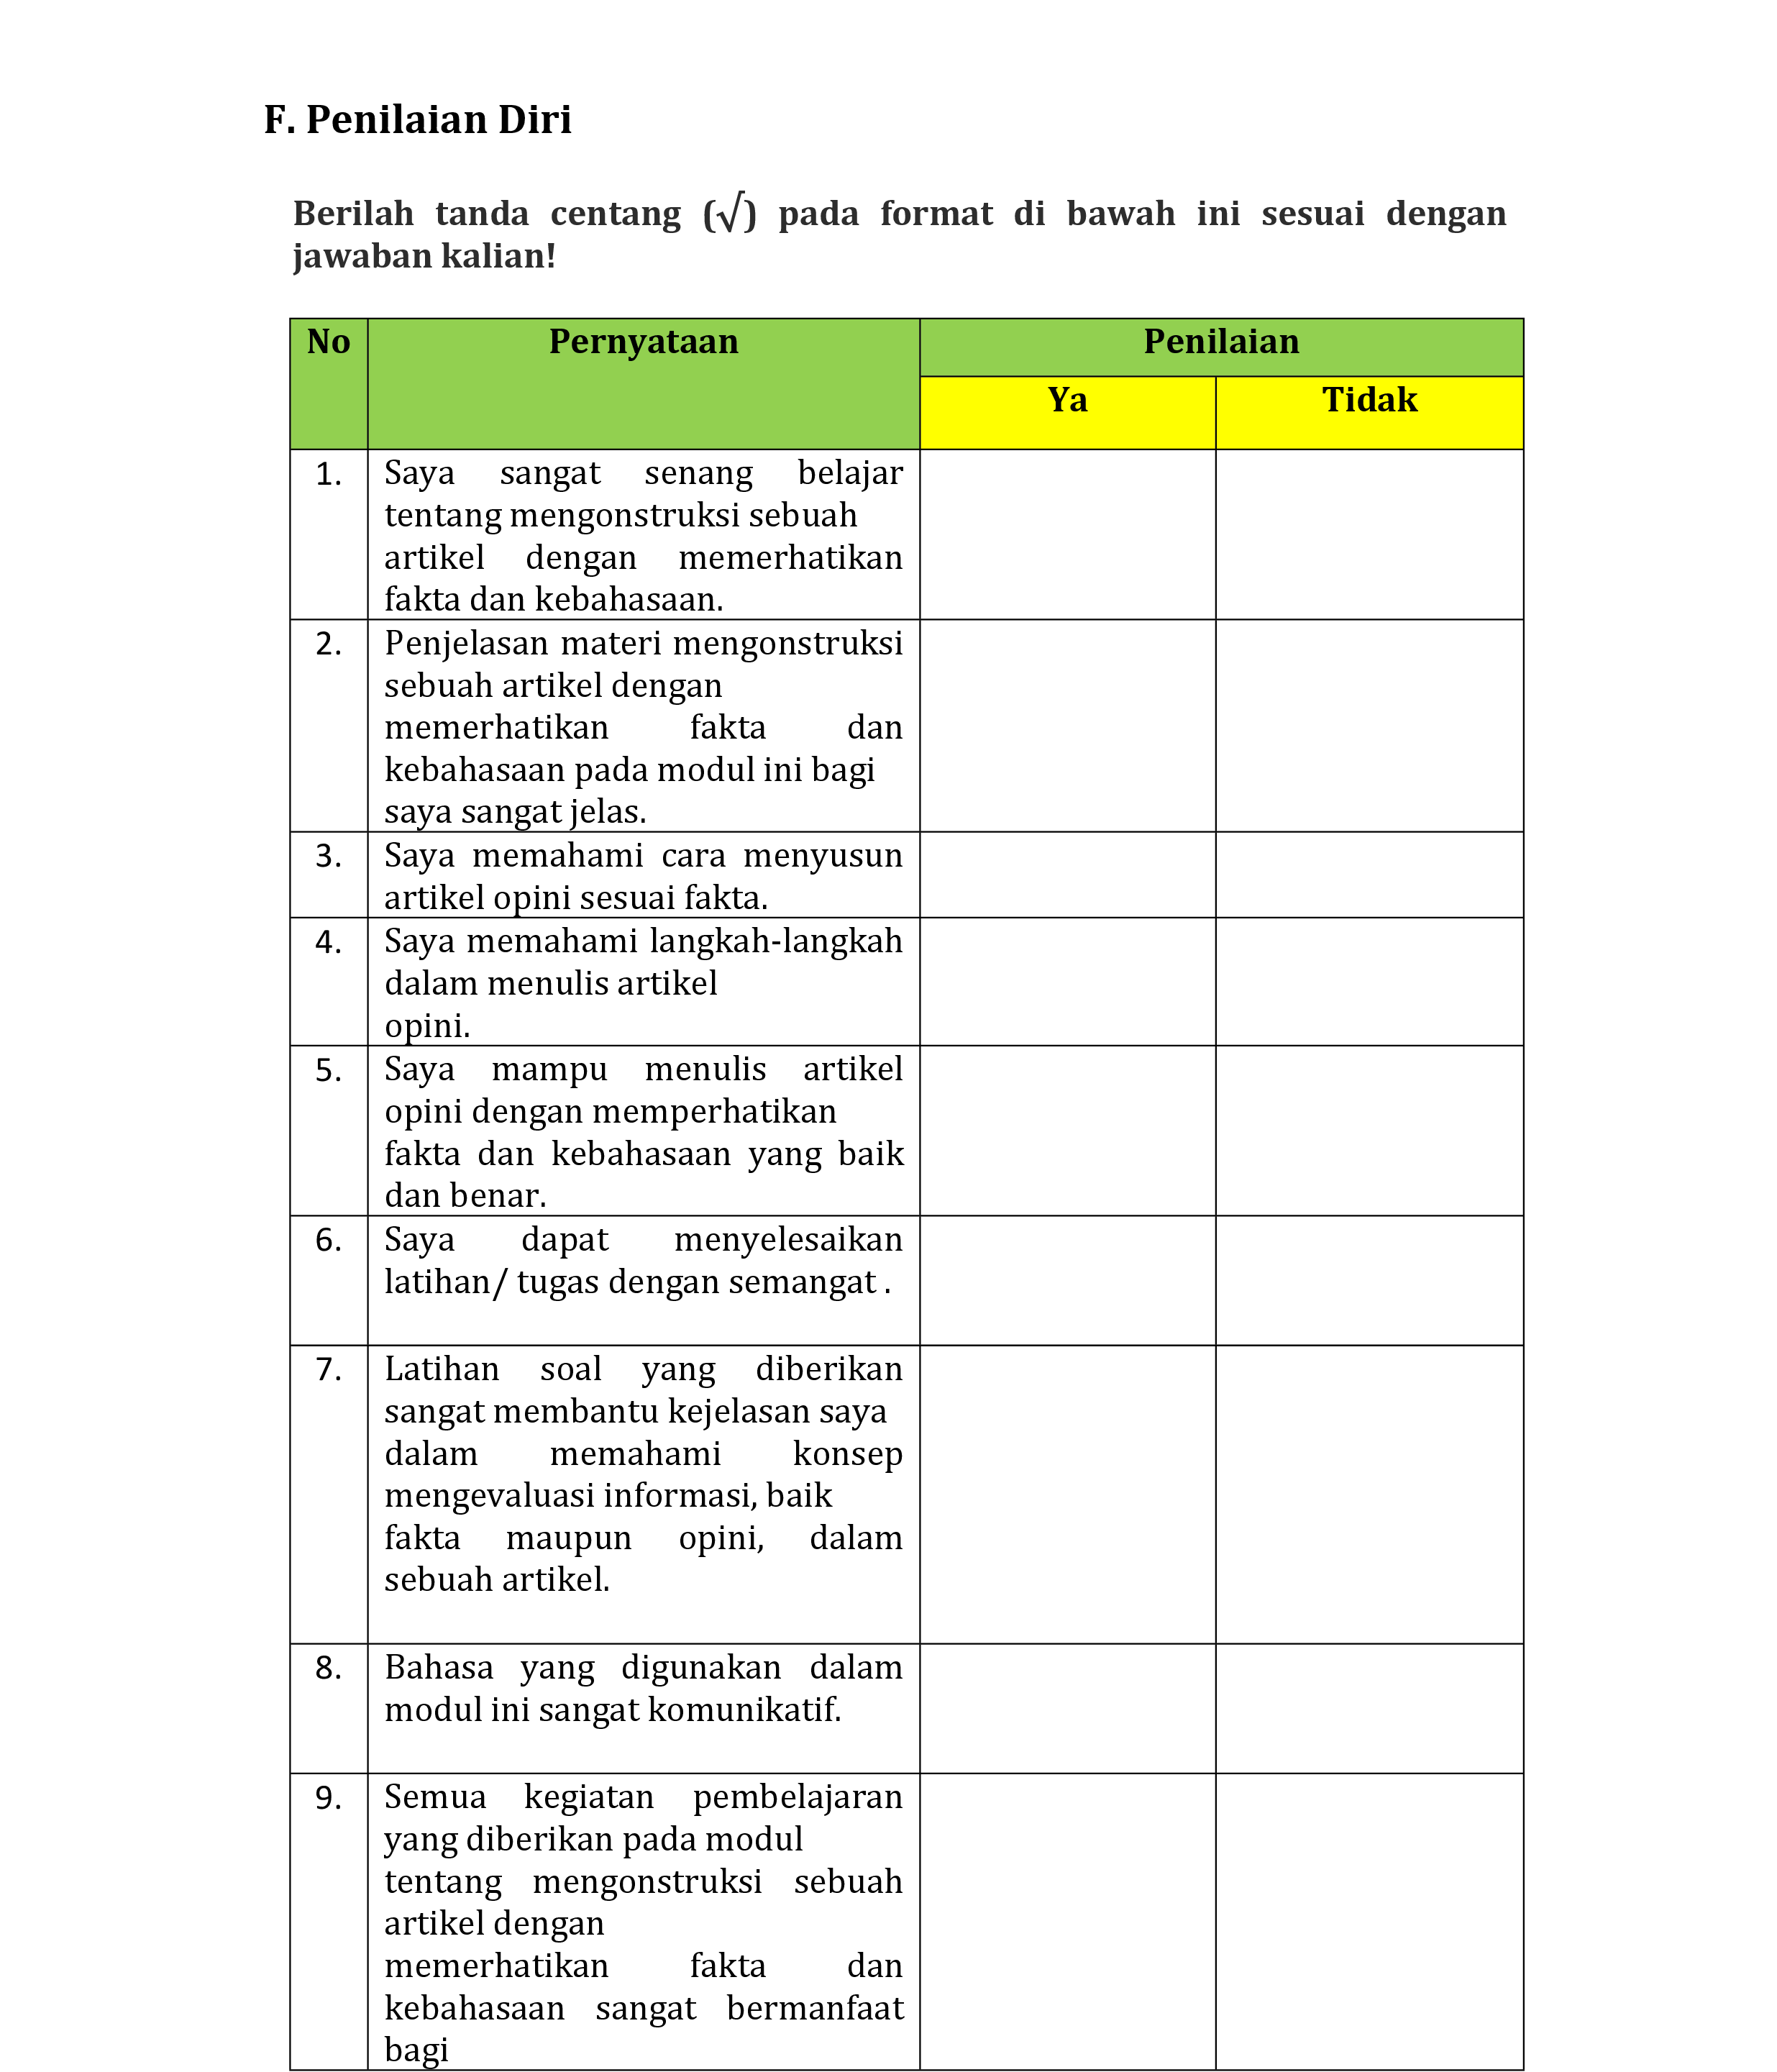 F. Penilaian Diri
Berilah tanda centang (√) pada format di bawah ini sesuai dengan
jawaban kalian!
No Pernyataan Penilaian
Ya Tidak
1. Saya sangat senang belajar
tentang mengonstruksi sebuah
artikel dengan memerhatikan
fakta dan kebahasaan.
2. Penjelasan materi mengonstruksi
sebuah artikel dengan
memerhatikan fakta dan
kebahasaan pada modul ini bagi
saya sangat jelas.
3. Saya memahami cara menyusun
artikel opini sesuai fakta.
4. Saya memahami langkah-langkah
dalam menulis artikel
opini.
5. Saya mampu menulis artikel
opini dengan memperhatikan
fakta dan kebahasaan yang baik
dan benar.
6. Saya dapat menyelesaikan
latihan/ tugas dengan semangat .
7. Latihan soal yang diberikan
sangat membantu kejelasan saya
dalam memahami konsep
mengevaluasi informasi, baik
fakta maupun opini, dalam
sebuah artikel.
8. Bahasa yang digunakan dalam
modul ini sangat komunikatif.
9. Semua kegiatan pembelajaran
yang diberikan pada modul
tentang mengonstruksi sebuah
artikel dengan
memerhatikan fakta dan
kebahasaan sangat bermanfaat
bagi